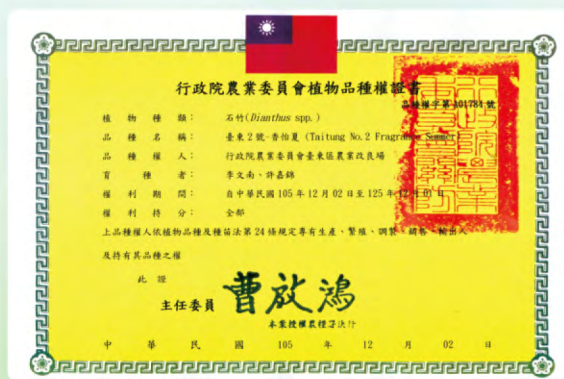 行政院農業委員會植物品種權證書
品種權字第A01784號
植物種類：石竹(Dianthus spp.)
品種名稱：臺東2號-香怡夏(Taitung No.2 Fragrance Summer)
品種權人：行政院農業委員會臺東區農業改良場
育種者：李文南、許嘉錦
權利期間：自中華民國105年12月02日至125年12月01日
權利持分：全部
上品種權人依植物品種及種苗法第24條規定專有生產、繁殖、調製、銷售、輸出入
及持有其品種之權
此證
主任委員 曹啟鴻
本案授權農糧署決行
中華民國105年12月02日